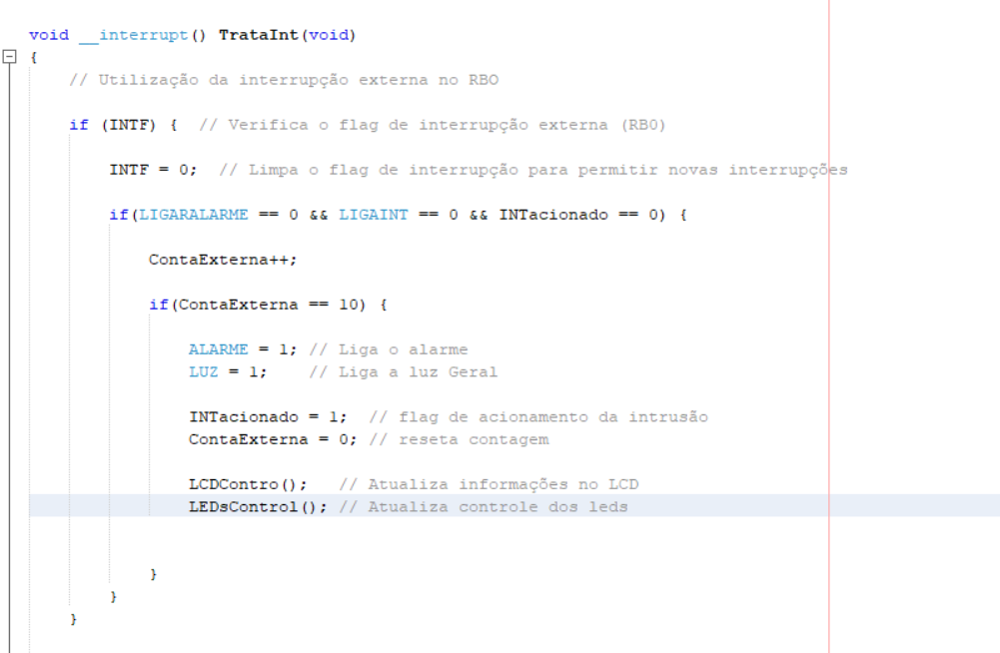 void __interrupt() TrataInt(void)
{
// Utilização da interrupção externa no RBO
if (INTF) {  // Verifica o flag de interrupção externa (RB0)
INTF = 0;  // Limpa o flag de interrupção para permitir novas interrupções
if(LIGARALARME == 0 && LIGAINT == 0 && INTacionado == 0) {
ContaExterna++;
if(ContaExterna == 10) {
ALARME = 1; // Liga o alarme
LUZ = 1;    // Liga a luz Geral
INTacionado = 1;  // flag de acionamento da intrusão
ContaExterna = 0; // reseta contagem
LCDContro();   // Atualiza informações no LCD
LEDsControl(); // Atualiza controle dos leds
}
}
}